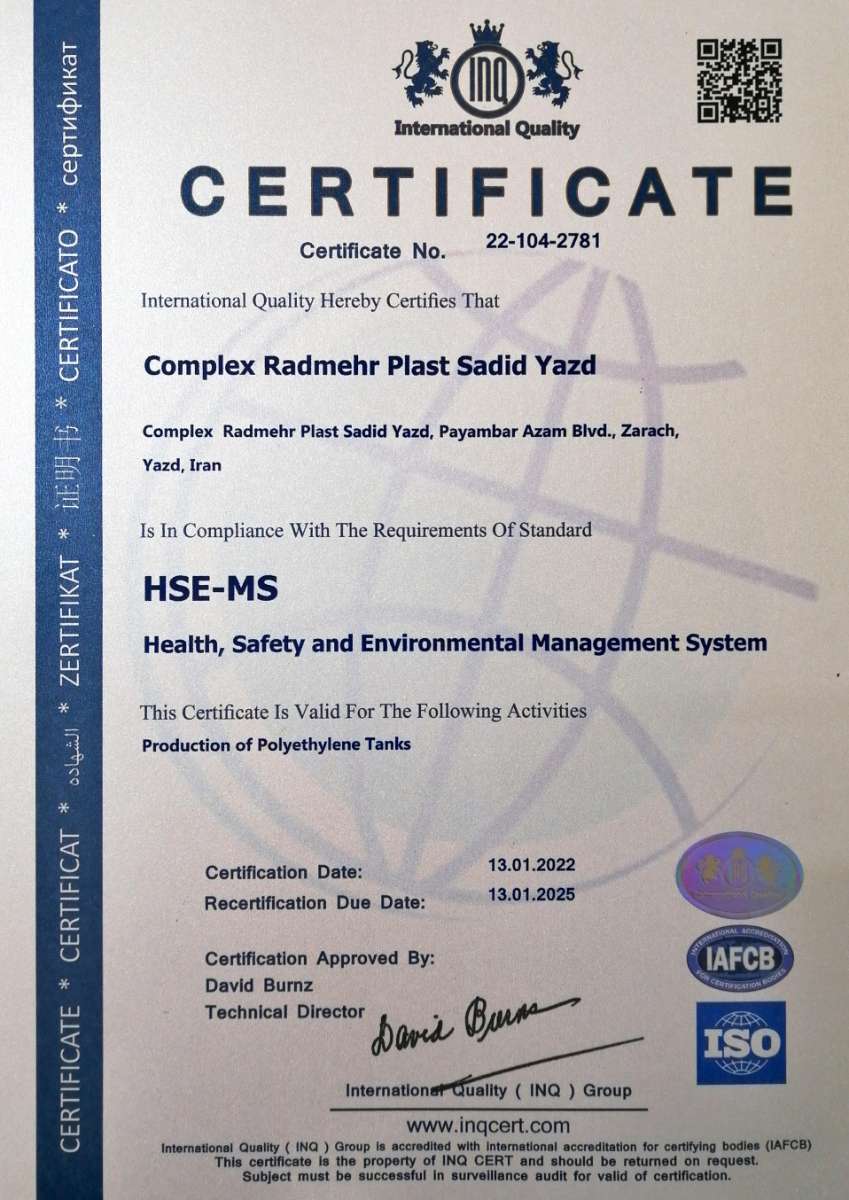 INQ
International Quality
CERTIFICATE
Certificate No. 22-104-2781
International Quality Hereby Certifies That
Complex Radmehr Plast Sadid Yazd
Complex Radmehr Plast Sadid Yazd, Payambar Azam Blvd., Zarach,
Yazd, Iran
Is In Compliance With The Requirements Of Standard
HSE-MS
Health, Safety and Environmental Management System
This Certificate Is Valid For The Following Activities
Production of Polyethylene Tanks
Certification Date: 13.01.2022
Recertification Due Date: 13.01.2025
Certification Approved By:
David Burnz
Technical Director
David Burns
International Quality ( INQ ) Group
www.inqcert.com
International Quality ( INQ ) Group is accredited with international accreditation for certifying bodies (IAFCB)
This certificate is the property of INQ CERT and should be returned on request.
Subject must be successful in surveillance audit for valid of certification.
INTERNATIONAL ACCREDITATION
IAFCB
FOR CERTIFICATION BODIES
ISO
CERTIFICATE * CERTIFICAT * الشهاده * ZERTIFIKAT * 证明书 * CERTIFICATO * сертификат